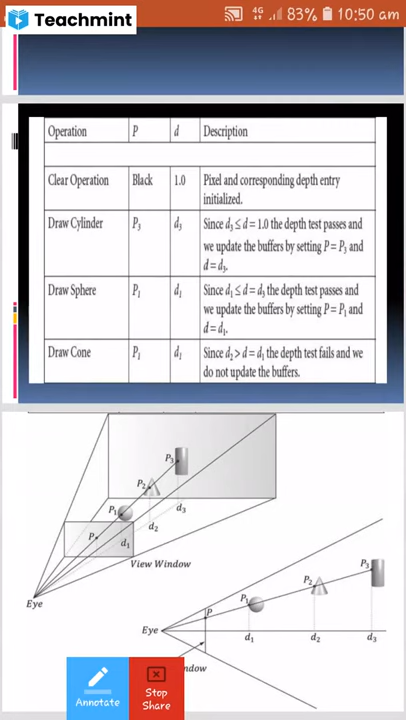 Teachmint
4G 83% 10:50 am
Operation P d Description
Clear Operation Black 1.0 Pixel and corresponding depth entry
initialized.
Draw Cylinder P3 d3 Since d3 ≤ d = 1.0 the depth test passes and
we update the buffers by setting P = P3 and
d = d3.
Draw Sphere P1 d1 Since d1 ≤ d = d3 the depth test passes and
we update the buffers by setting P = P1 and
d = d1.
Draw Cone P1 d1 Since d2 > d = d1 the depth test fails and we
do not update the buffers.
P3
P2
P1
d3
d2
P
d1
View Window
Eye
P3
P2
P1
P
Eye
d1 d2 d3
ndow
Annotate
Stop
Share